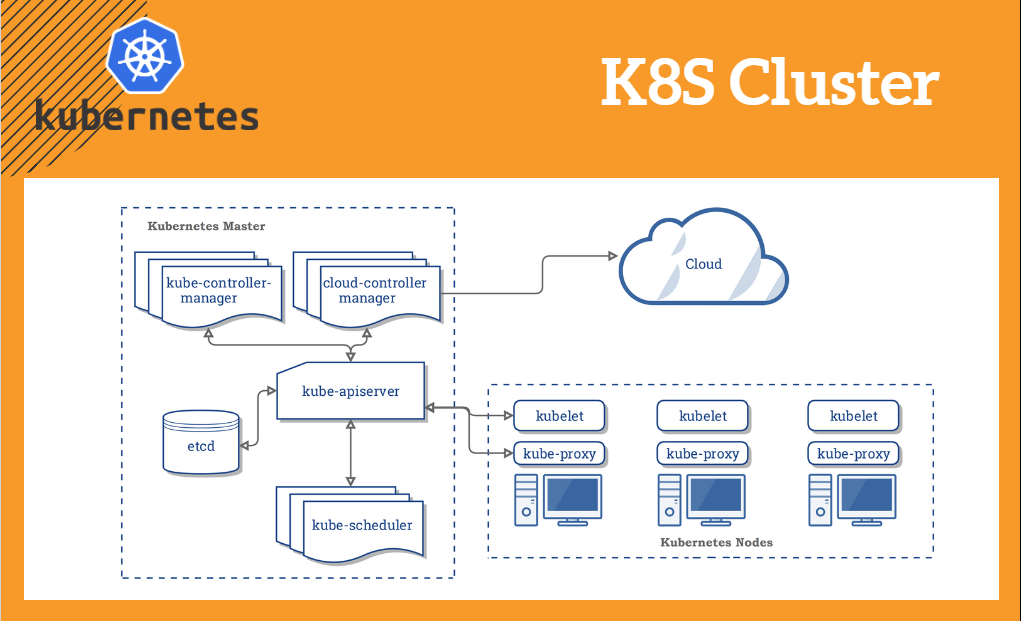 kubernetes
K8S Cluster
Kubernetes Master
kube-controller-
manager
cloud-controller
manager
Cloud
kube-apiserver
etcd
kube-scheduler
kubelet
kubelet
kubelet
kube-proxy
kube-proxy
kube-proxy
Kubernetes Nodes